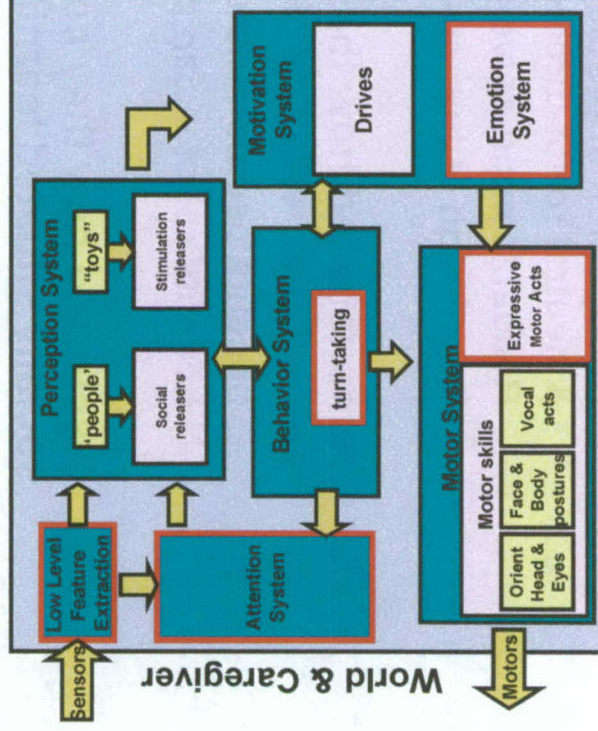 World & Caregiver
Sensors
Low Level
Feature
Extraction
Attention
System
Perception System
'people'
Social
releasers
"toys"
Stimulation
releasers
Behavior System
turn-taking
Motivation
System
Drives
Emotion
System
Motor System
Motor skills
Orient
Head &
Eyes
Face &
Body
postures
Vocal
acts
Expressive
Motor Acts
Motors